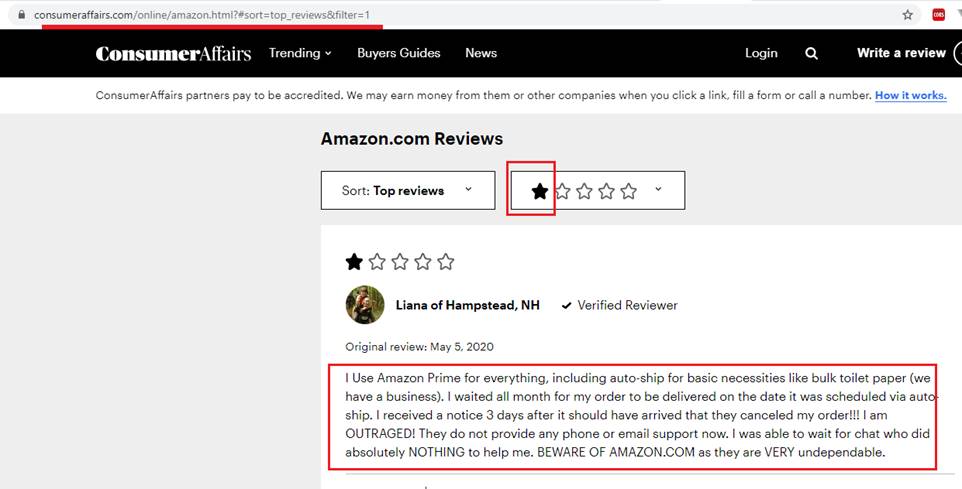 consumeraffairs.com/online/amazon.html?#sort=top_reviews&filter=1
CORS
ConsumerAffairs Trending Buyers Guides News Login Write a review
ConsumerAffairs partners pay to be accredited. We may earn money from them or other companies when you click a link, fill a form or call a number. How it works.
Amazon.com Reviews
Sort: Top reviews
Liana of Hampstead, NH Verified Reviewer
Original review: May 5, 2020
I Use Amazon Prime for everything, including auto-ship for basic necessities like bulk toilet paper (we
have a business). I waited all month for my order to be delivered on the date it was scheduled via auto-
ship. I received a notice 3 days after it should have arrived that they canceled my order!!! I am
OUTRAGED! They do not provide any phone or email support now. I was able to wait for chat who did
absolutely NOTHING to help me. BEWARE OF AMAZON.COM as they are VERY undependable.